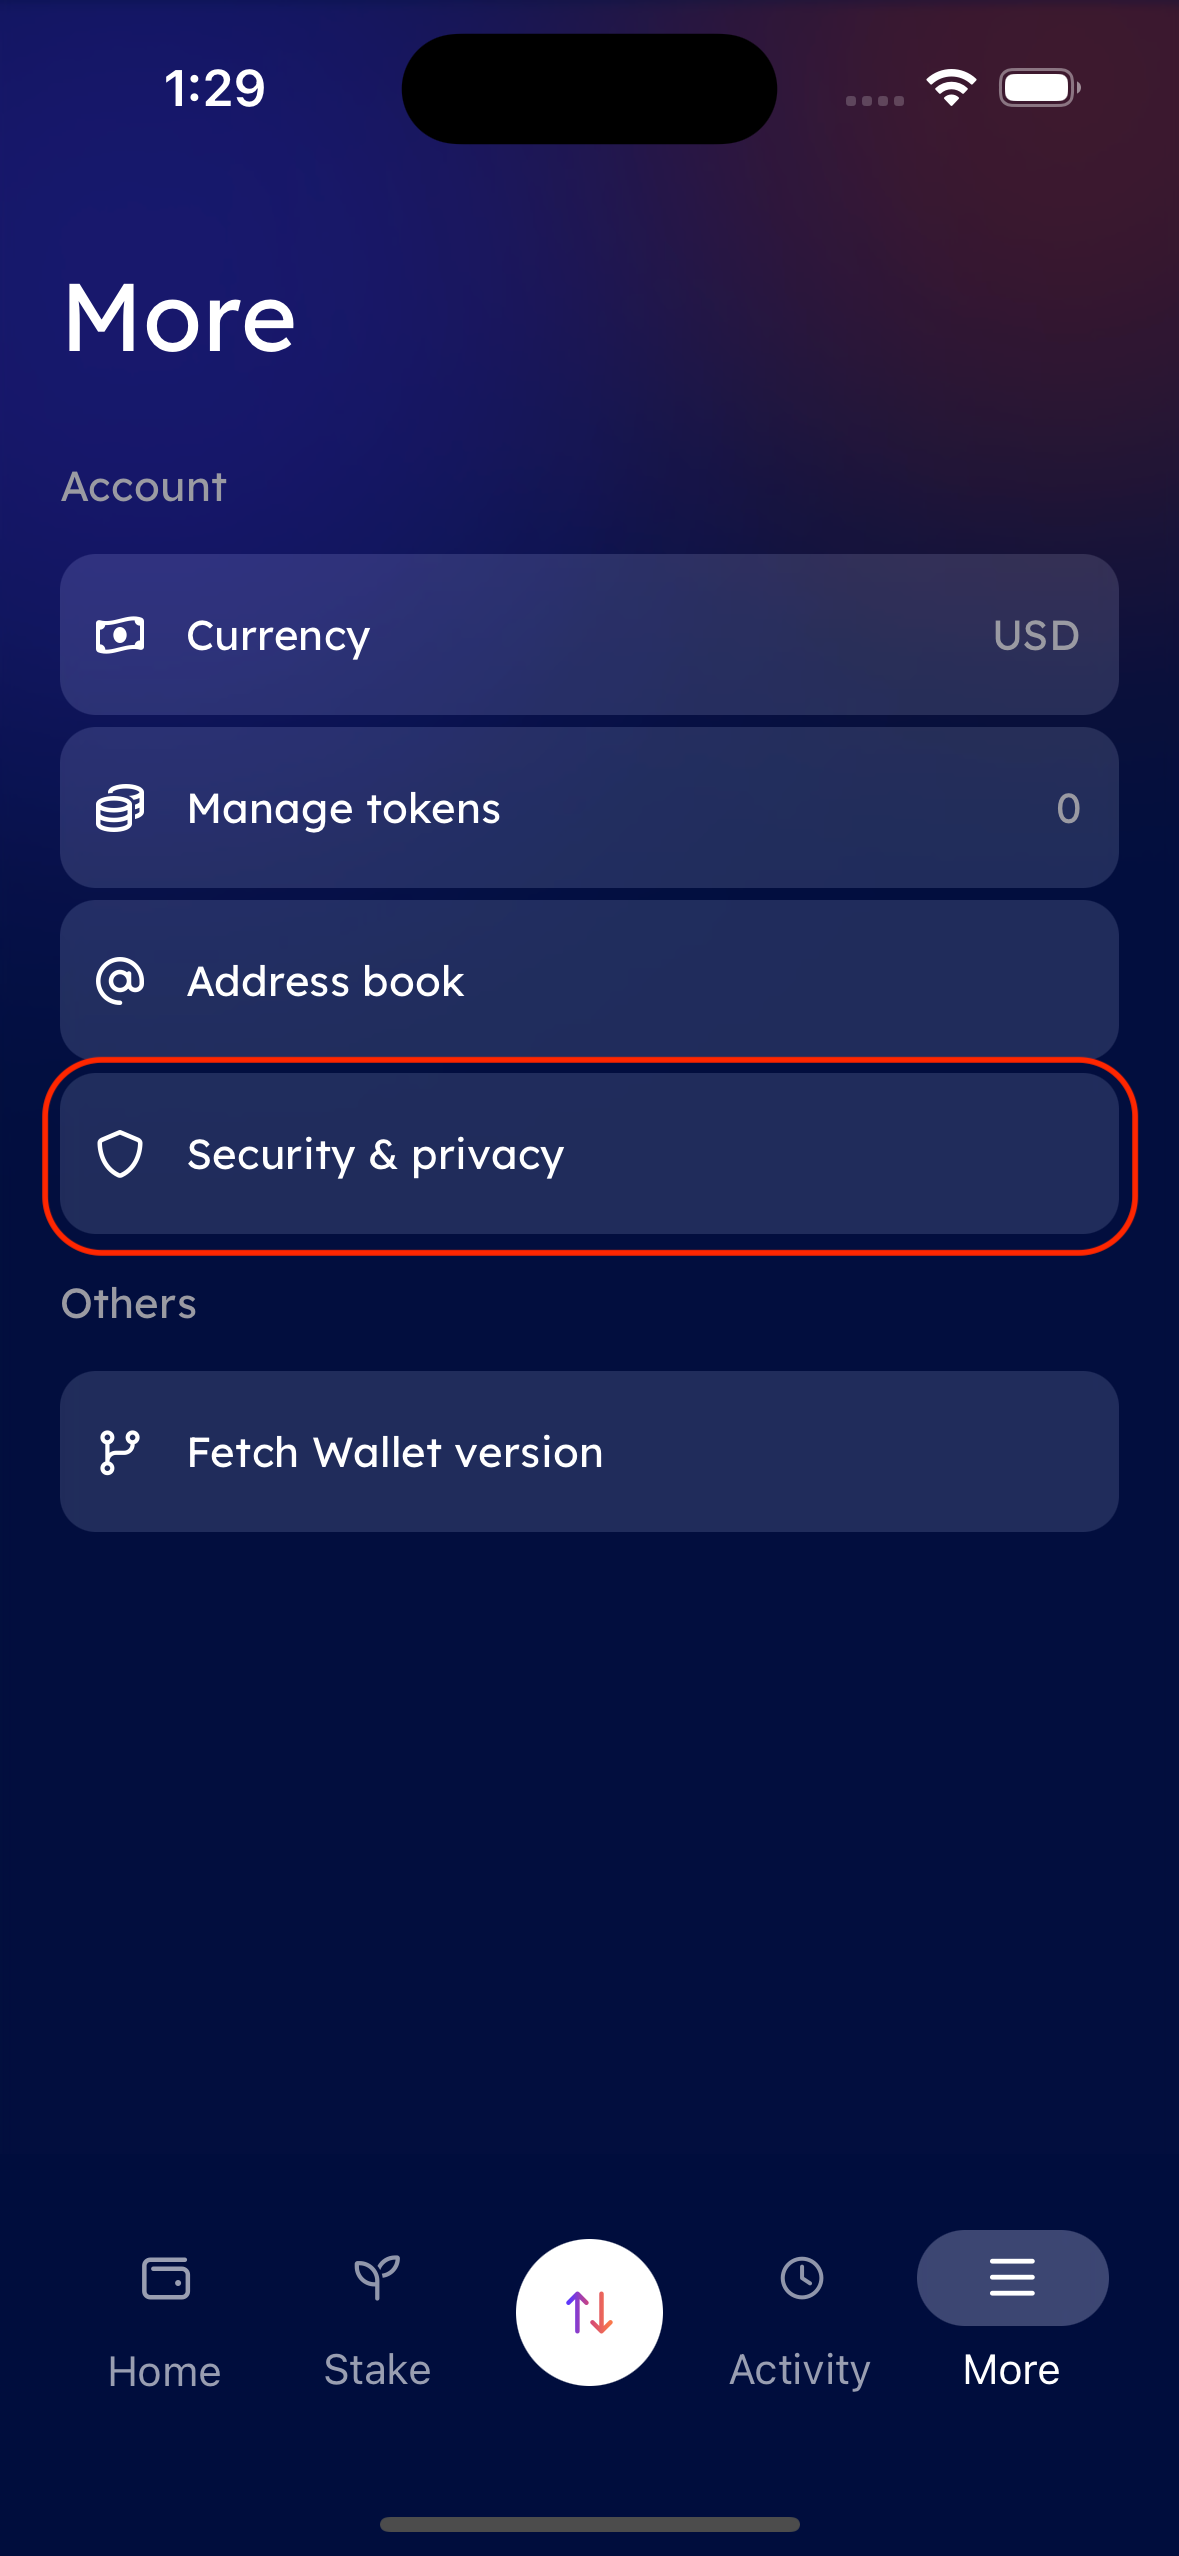 1:29
More
Account
Currency USD
Manage tokens 0
Address book
Security & privacy
Others
Fetch Wallet version
Home Stake Activity More